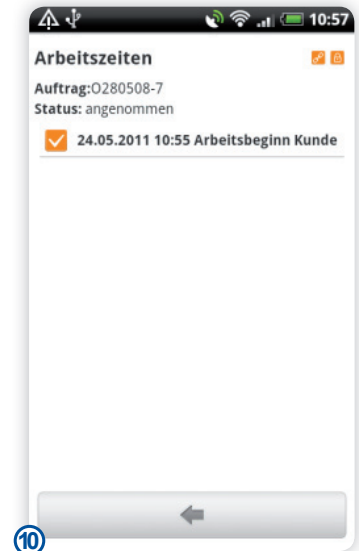 10:57
Arbeitszeiten
Auftrag:O280508-7
Status: angenommen
24.05.2011 10:55 Arbeitsbeginn Kunde
10